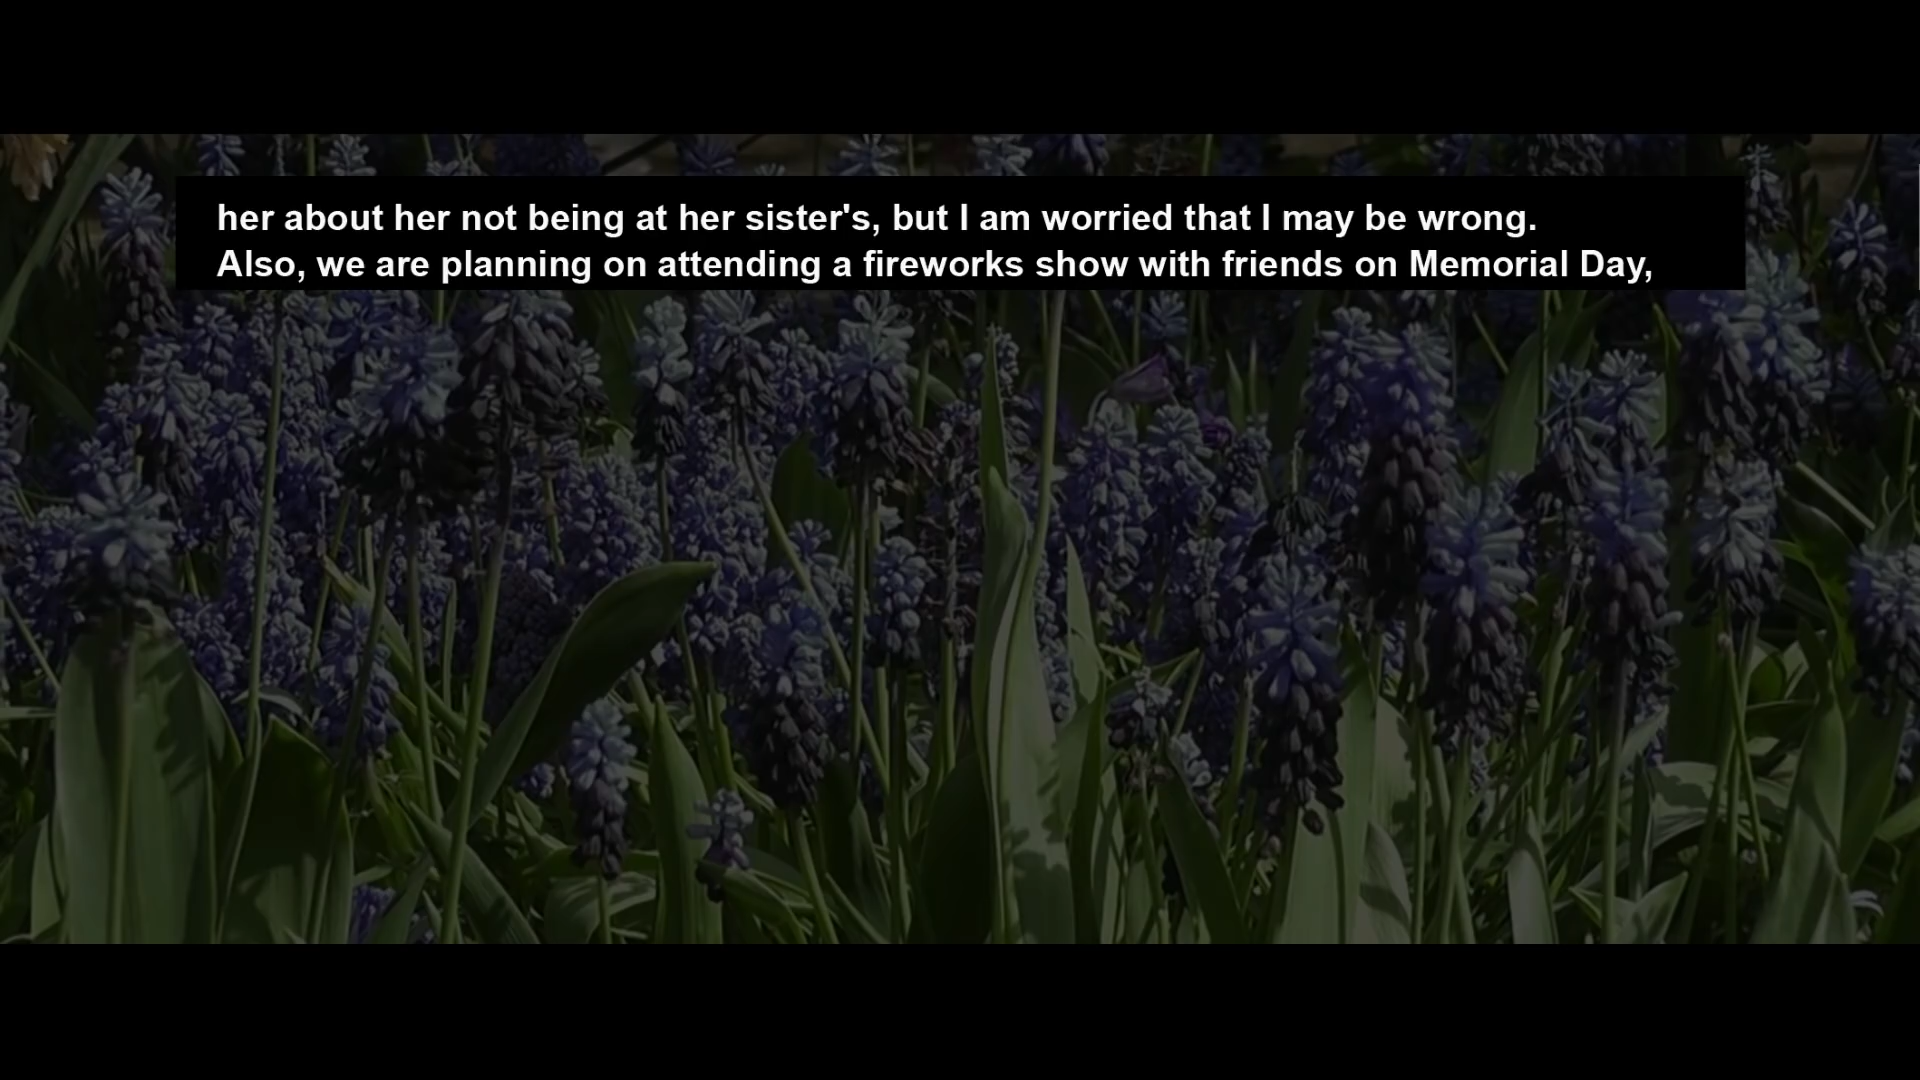 her about her not being at her sister's, but I am worried that I may be wrong.
Also, we are planning on attending a fireworks show with friends on Memorial Day,